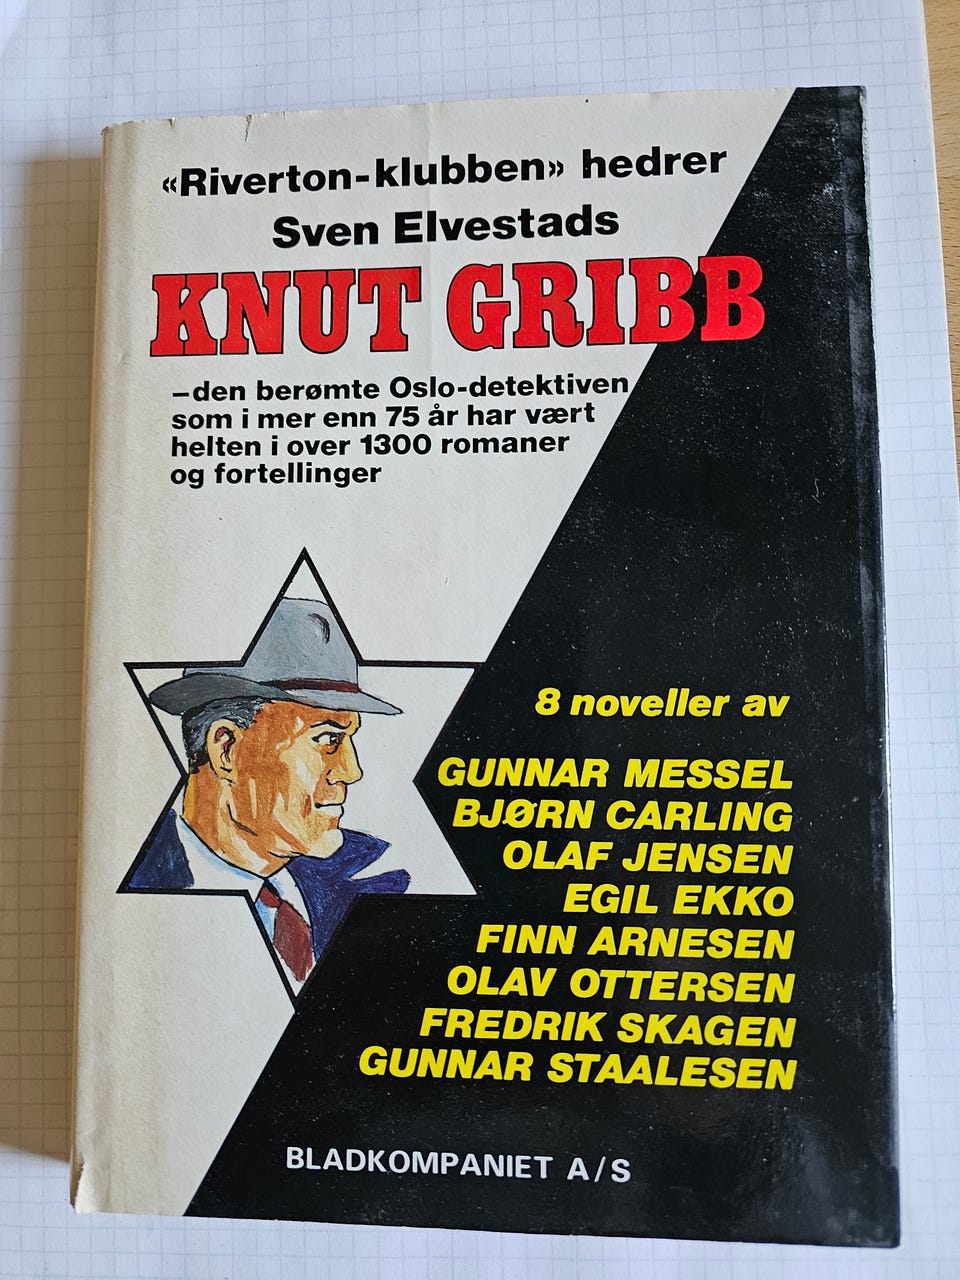 «Riverton-klubben» hedrer
Sven Elvestads
KNUT GRIBB
–den berømte Oslo-detektiven
som i mer enn 75 år har vært
helten i over 1300 romaner
og fortellinger
8 noveller av
GUNNAR MESSEL
BJØRN CARLING
OLAF JENSEN
EGIL EKKO
FINN ARNESEN
OLAV OTTERSEN
FREDRIK SKAGEN
GUNNAR STAALESEN
BLADKOMPANIET A/S